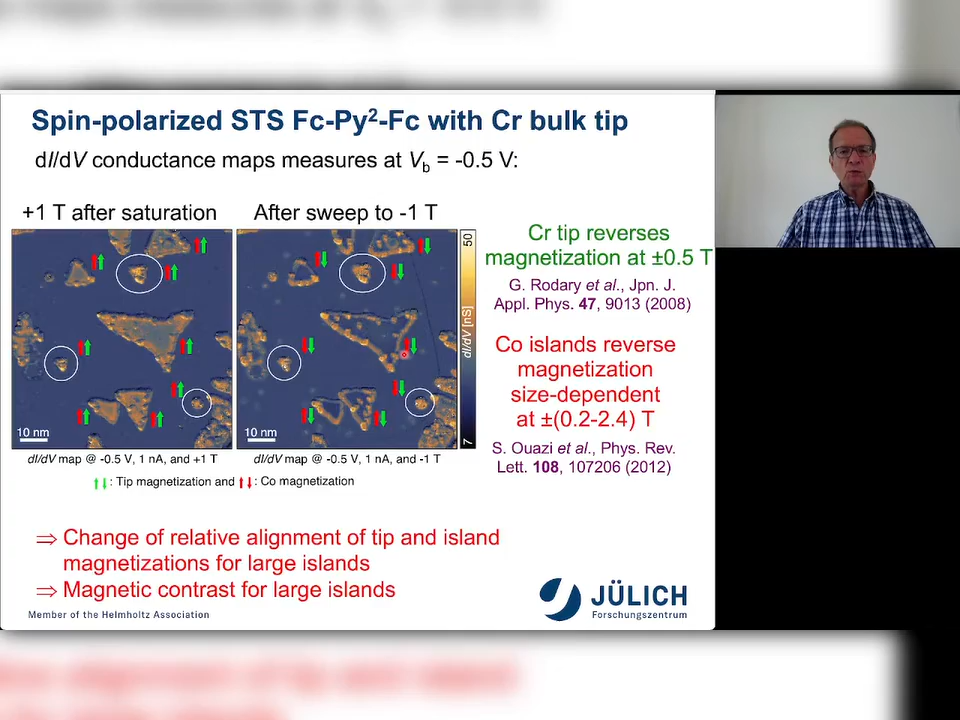 Spin-polarized STS Fc-Py²-Fc with Cr bulk tip
dI/dV conductance maps measures at Vb = -0.5 V:
+1 T after saturation
After sweep to -1 T
10 nm
10 nm
50
dI/dV [nS]
7
dI/dV map @ -0.5 V, 1 nA, and +1 T
dI/dV map @ -0.5 V, 1 nA, and -1 T
↑↓: Tip magnetization and ↑↓: Co magnetization
Cr tip reverses
magnetization at ±0.5 T
G. Rodary et al., Jpn. J.
Appl. Phys. 47, 9013 (2008)
Co islands reverse
magnetization
size-dependent
at ±(0.2-2.4) T
S. Ouazi et al., Phys. Rev.
Lett. 108, 107206 (2012)
⇒ Change of relative alignment of tip and island
magnetizations for large islands
⇒ Magnetic contrast for large islands
Member of the Helmholtz Association
JÜLICH
Forschungszentrum